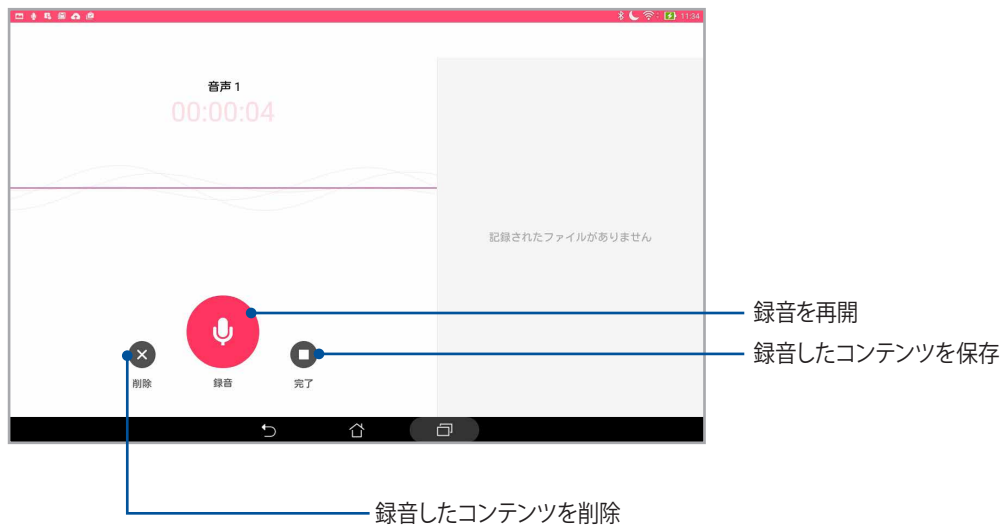 11:34
音声 1
00:00:04
記録されたファイルがありません
録音を再開
録音したコンテンツを保存
削除
録音
完了
録音したコンテンツを削除